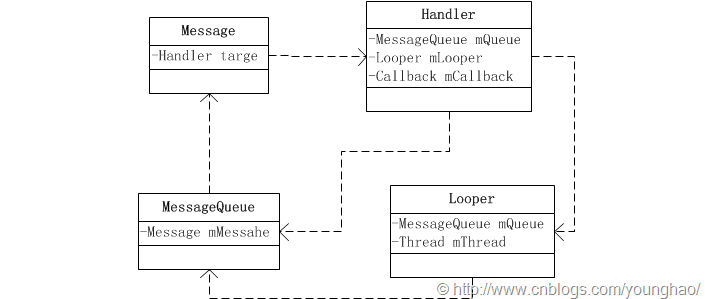 Message
-Handler targe
Handler
-MessageQueue mQueue
-Looper mLooper
-Callback mCallback
MessageQueue
-Message mMessahe
Looper
-MessageQueue mQueue
-Thread mThread
© http://www.cnblogs.com/younghao/